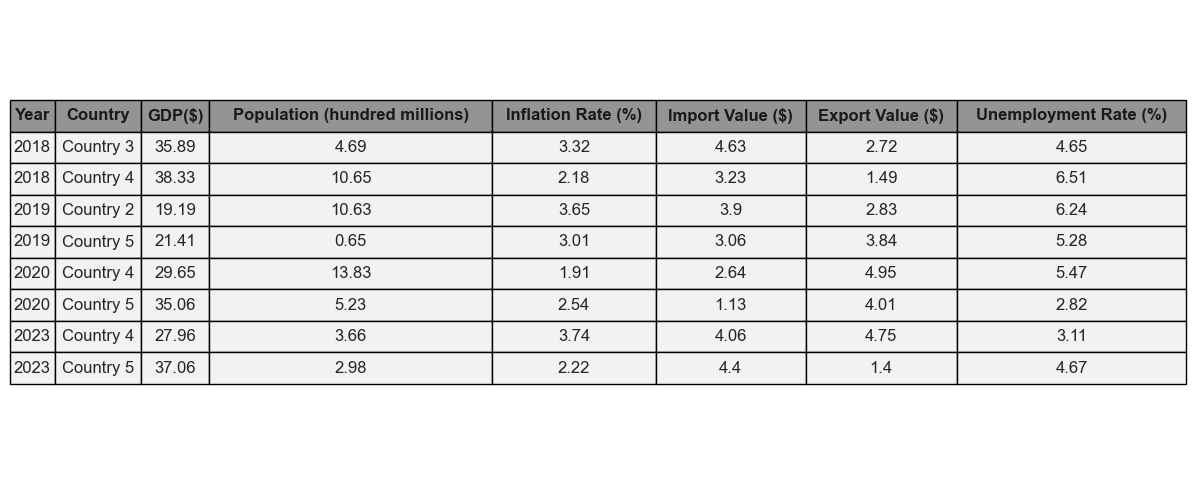 Year Country GDP($) Population (hundred millions) Inflation Rate (%) Import Value ($) Export Value ($) Unemployment Rate (%)
2018 Country 3 35.89 4.69 3.32 4.63 2.72 4.65
2018 Country 4 38.33 10.65 2.18 3.23 1.49 6.51
2019 Country 2 19.19 10.63 3.65 3.9 2.83 6.24
2019 Country 5 21.41 0.65 3.01 3.06 3.84 5.28
2020 Country 4 29.65 13.83 1.91 2.64 4.95 5.47
2020 Country 5 35.06 5.23 2.54 1.13 4.01 2.82
2023 Country 4 27.96 3.66 3.74 4.06 4.75 3.11
2023 Country 5 37.06 2.98 2.22 4.4 1.4 4.67